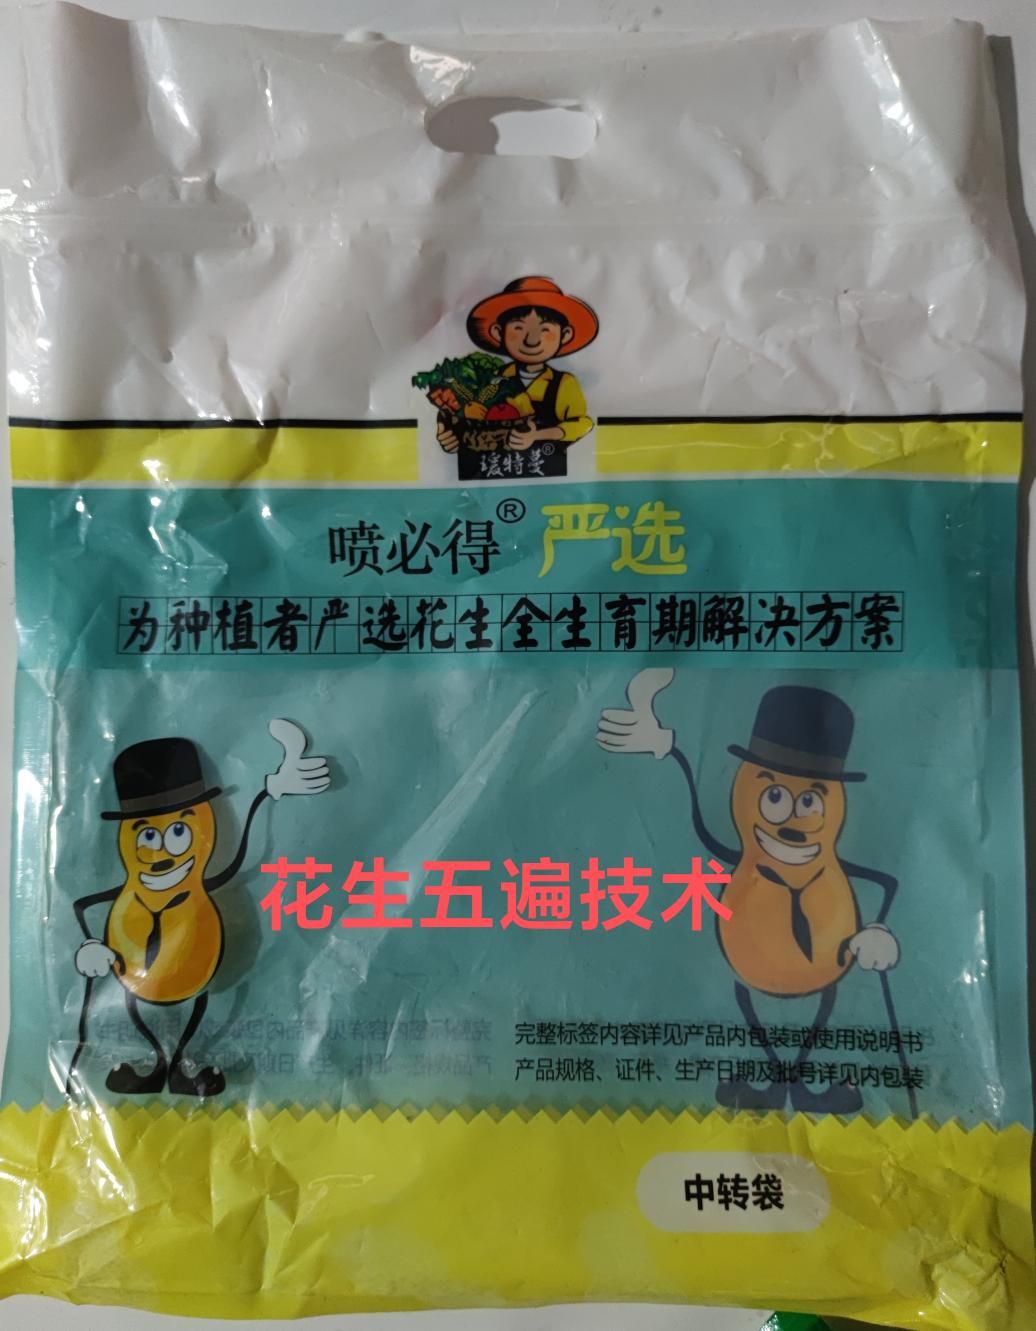 瑗特曼®
喷必得® 严选
为种植者严选花生全生育期解决方案
花生五遍技术
完整标签内容详见产品内包装或使用说明书
产品规格、证件、生产日期及批号详见内包装
中转袋